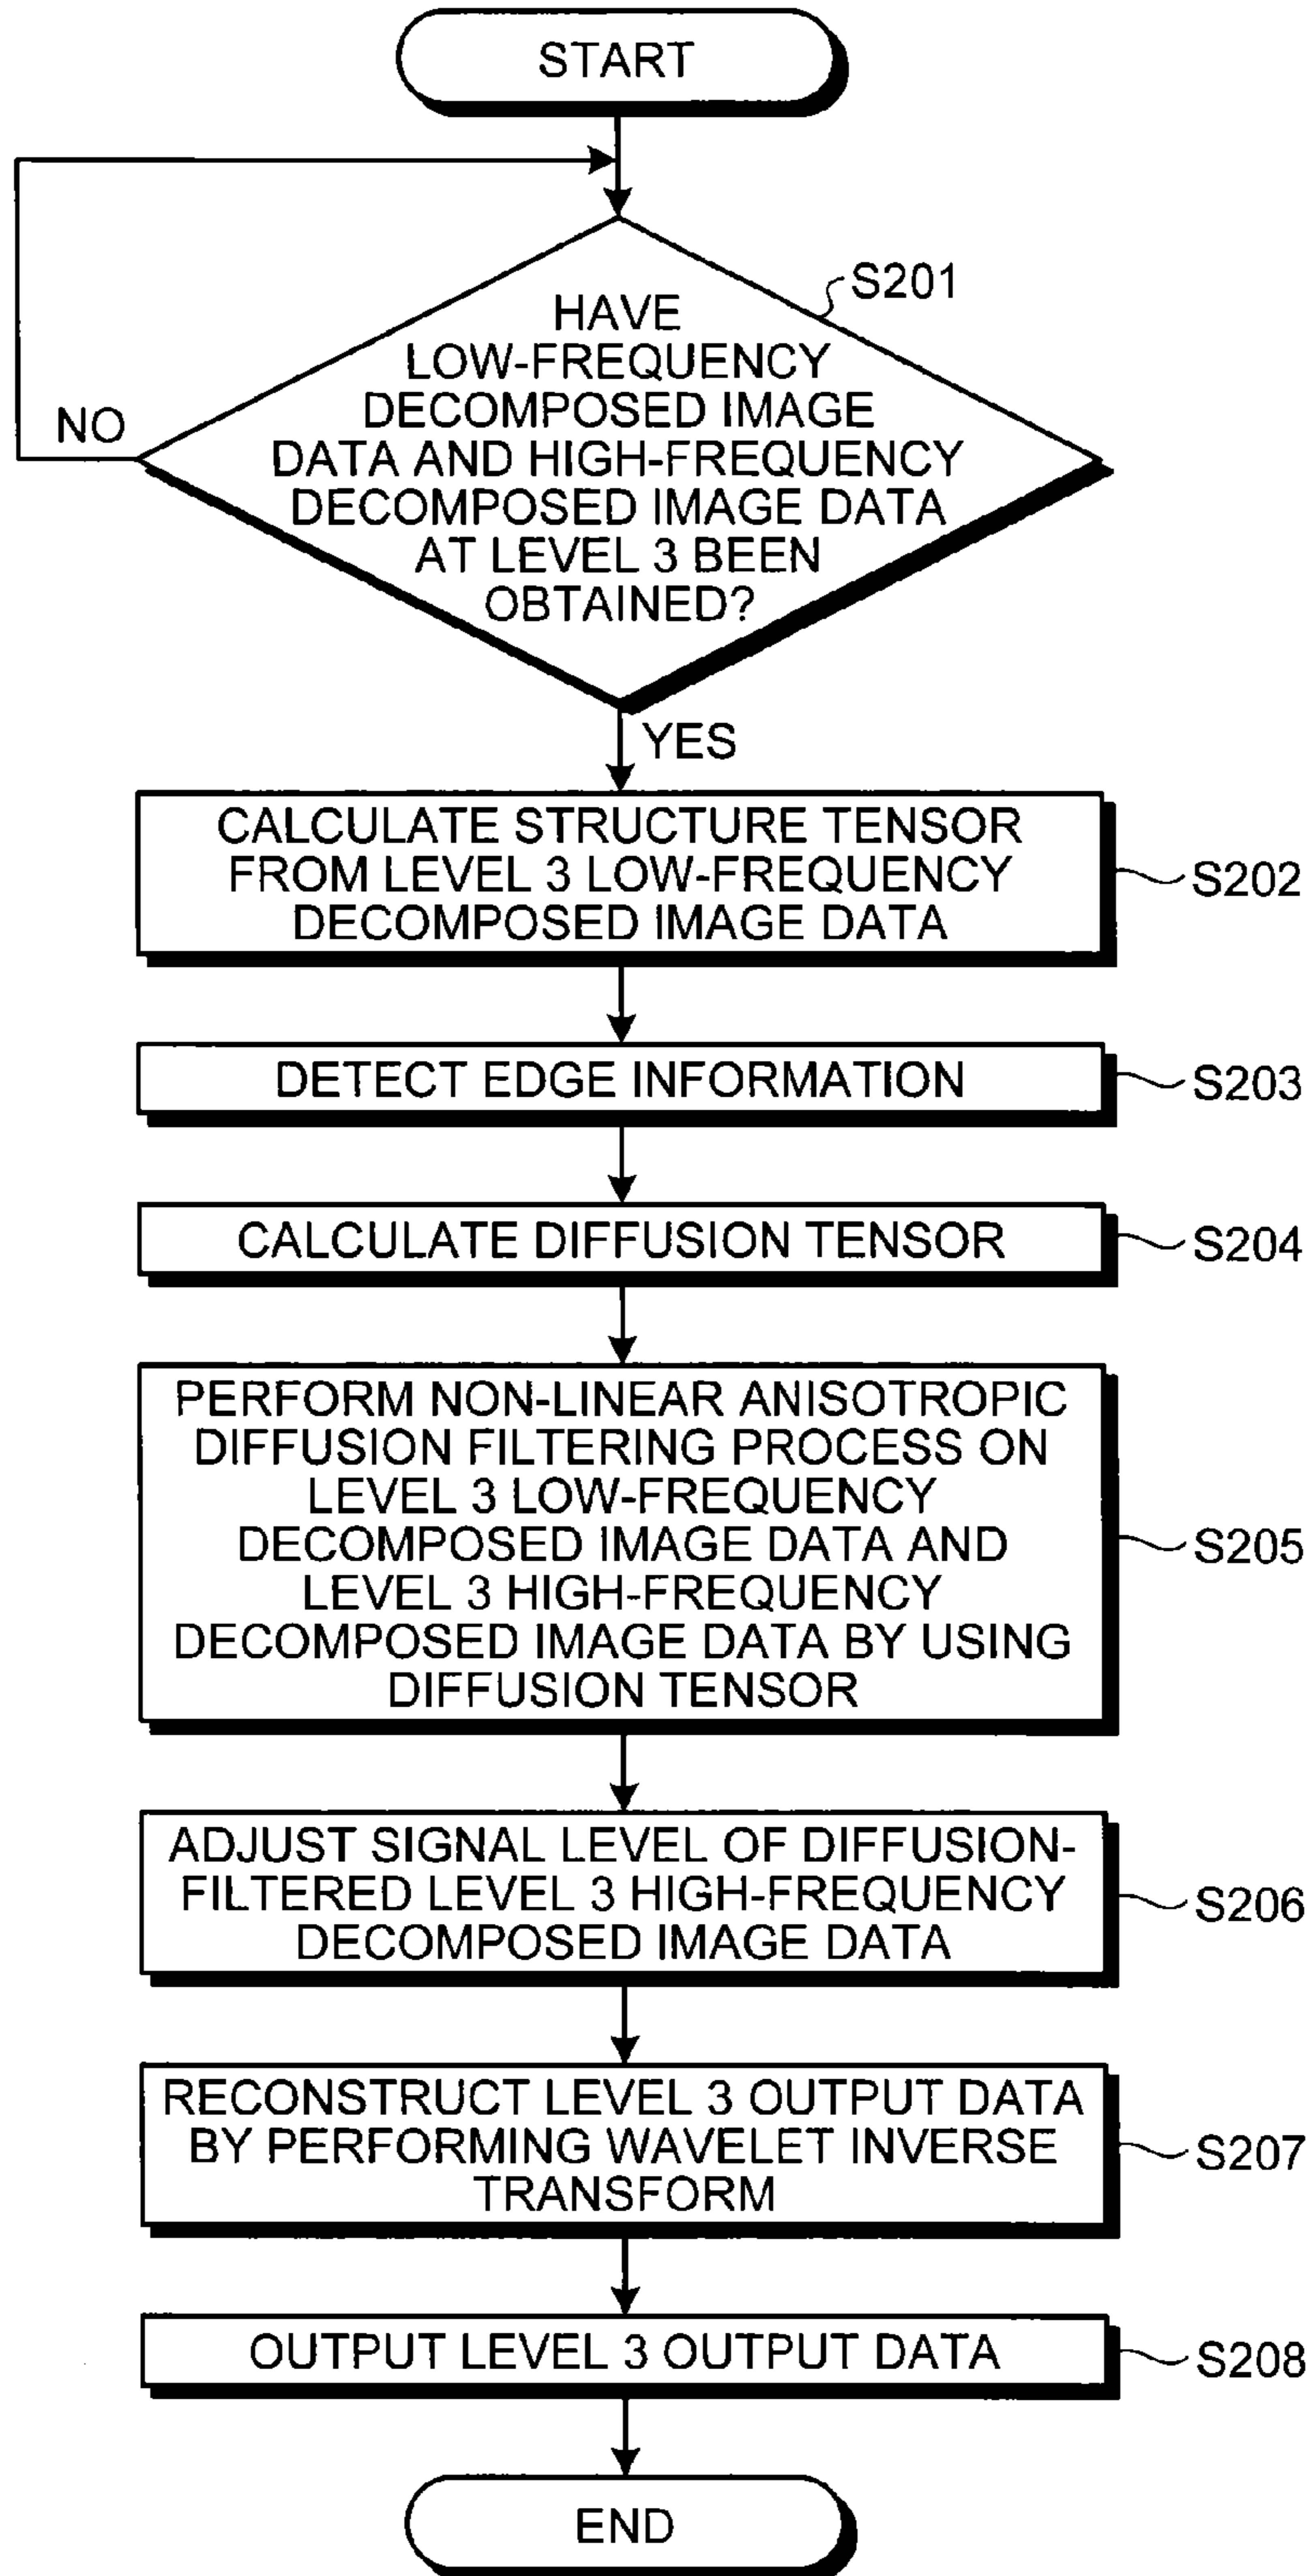 START
S201
HAVE
LOW-FREQUENCY
DECOMPOSED IMAGE
DATA AND HIGH-FREQUENCY
DECOMPOSED IMAGE DATA
AT LEVEL 3 BEEN
OBTAINED?
NO
YES
CALCULATE STRUCTURE TENSOR
FROM LEVEL 3 LOW-FREQUENCY
DECOMPOSED IMAGE DATA
S202
DETECT EDGE INFORMATION
S203
CALCULATE DIFFUSION TENSOR
S204
PERFORM NON-LINEAR ANISOTROPIC
DIFFUSION FILTERING PROCESS ON
LEVEL 3 LOW-FREQUENCY
DECOMPOSED IMAGE DATA AND
LEVEL 3 HIGH-FREQUENCY
DECOMPOSED IMAGE DATA BY USING
DIFFUSION TENSOR
S205
ADJUST SIGNAL LEVEL OF DIFFUSION-
FILTERED LEVEL 3 HIGH-FREQUENCY
DECOMPOSED IMAGE DATA
S206
RECONSTRUCT LEVEL 3 OUTPUT DATA
BY PERFORMING WAVELET INVERSE
TRANSFORM
S207
OUTPUT LEVEL 3 OUTPUT DATA
S208
END